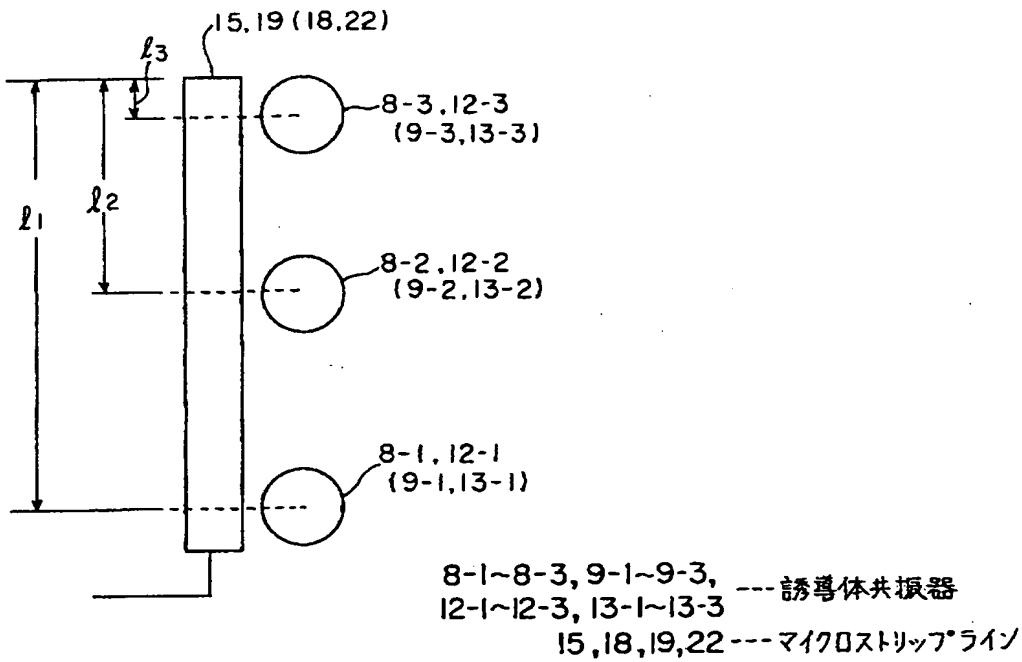 15,19 (18,22)
ℓ3
8-3,12-3
(9-3,13-3)
ℓ2
ℓ1
8-2,12-2
(9-2,13-2)
8-1,12-1
(9-1,13-1)
8-1~8-3, 9-1~9-3,
12-1~12-3, 13-1~13-3 ---誘導体共振器
15,18,19,22---マイクロストリップライン